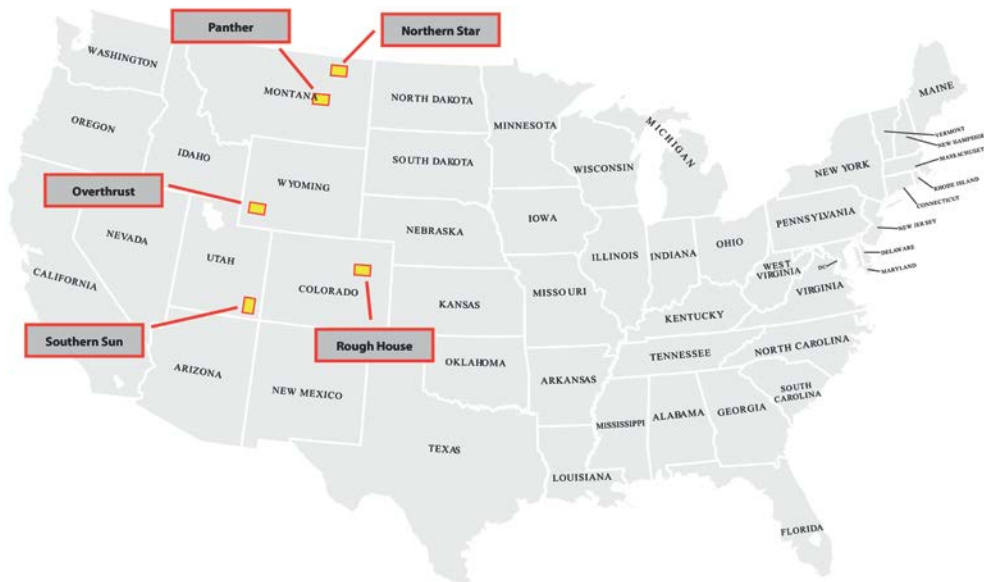 Panther
Northern Star
WASHINGTON
MONTANA
NORTH DAKOTA
MINNESOTA
MICHIGAN
MAINE
OREGON
IDAHO
VERMONT
NEW HAMPSHIRE
MASSACHUSET
SOUTH DAKOTA
WISCONSIN
NEW YORK
WYOMING
RHODE ISLAND
Overthrust
CONNECTICUT
IOWA
PENNSYLVANIA
NEW JERSEY
NEBRASKA
NEVADA
UTAH
ILLINOIS
INDIANA
OHIO
DELAWARE
WEST
VIRGINIA
DC
MARYLAND
CALIFORNIA
COLORADO
KANSAS
MISSOURI
VIRGINIA
KENTUCKY
Southern Sun
Rough House
NORTH CAROLINA
TENNESSEE
ARIZONA
OKLAHOMA
ARKANSAS
NEW MEXICO
SOUTH
CAROLINA
MISSISSIPPI
ALABAMA
GEORGIA
TEXAS
LOUISIANA
FLORIDA